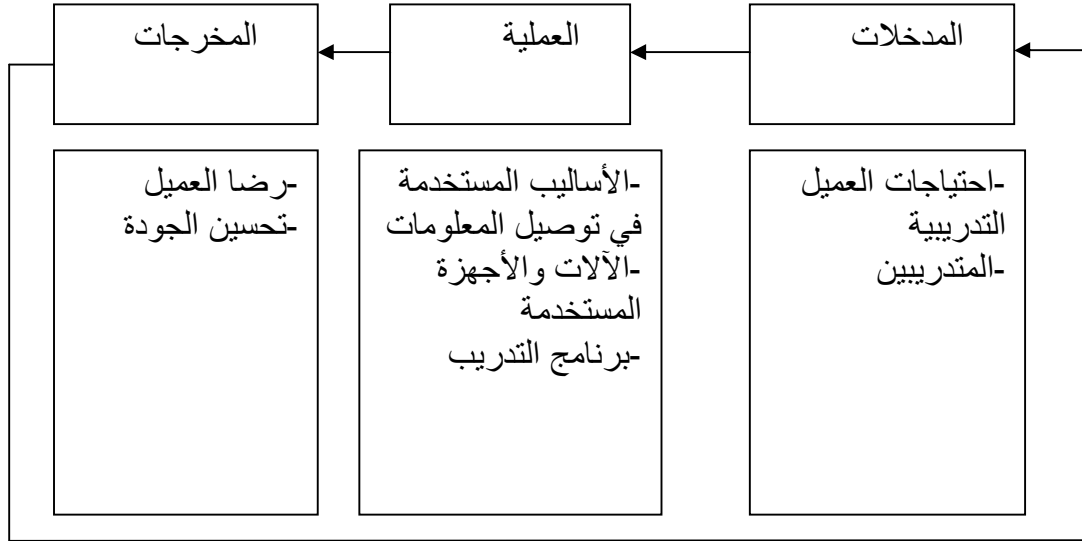 المدخلات
العملية
المخرجات
-احتياجات العميل
التدريبية
-المتدريبين
-الأساليب المستخدمة
في توصيل المعلومات
-الآلات والأجهزة
المستخدمة
-برنامج التدريب
-رضا العميل
-تحسين الجودة